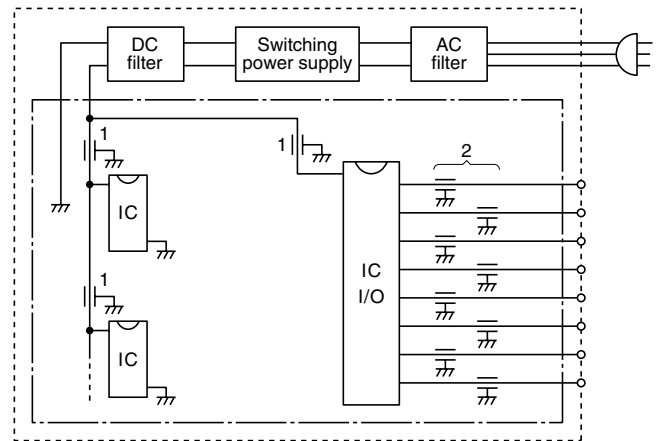 DC
filter
Switching
power supply
AC
filter
1
1
2
IC
IC
I/O
1
IC